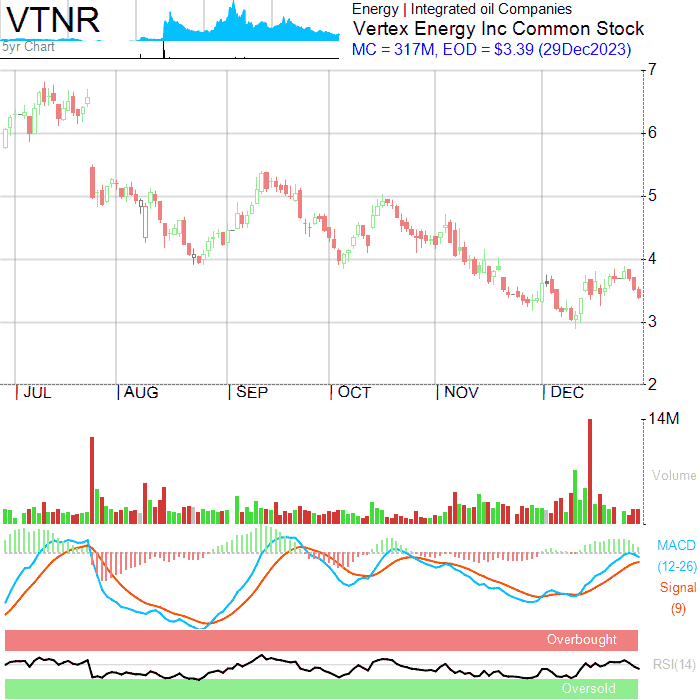 VTNR
5yr Chart
Energy | Integrated oil Companies
Vertex Energy Inc Common Stock
MC = 317M, EOD = $3.39 (29Dec2023)
7
6
5
4
3
2
JUL AUG SEP OCT NOV DEC
14M
Volume
MACD
(12-26)
Signal
(9)
Overbought
RSI(14)
Oversold